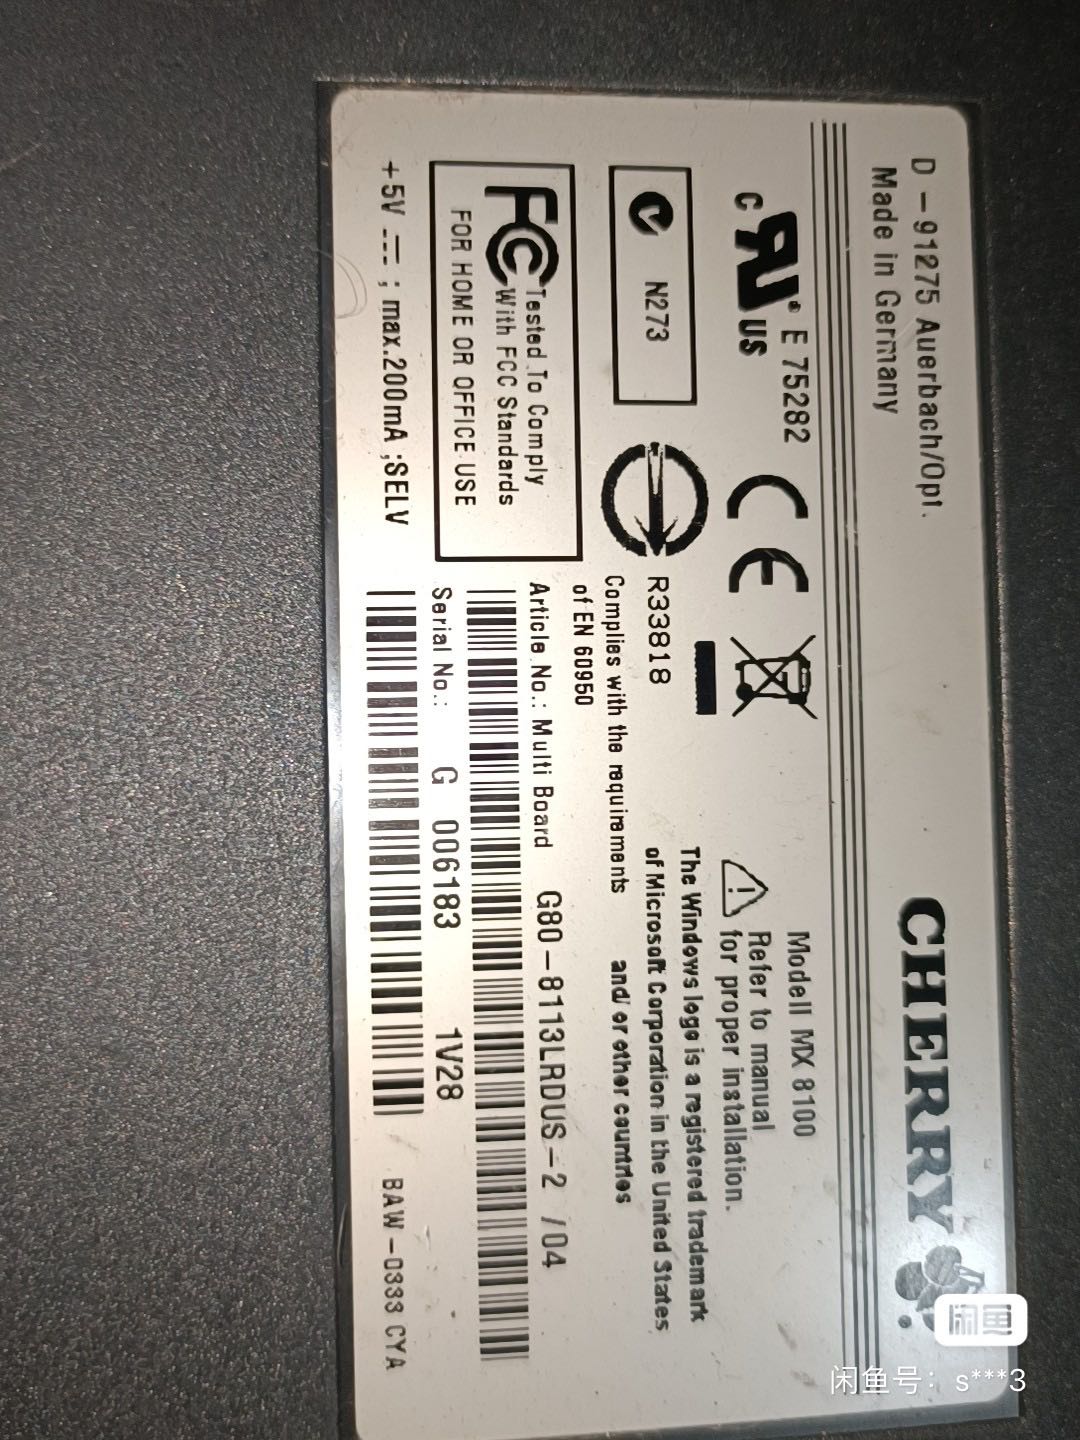 D-91275 Auerbach/Opf.
Made in Germany
CHERRY
c RU US
E 75282
CE
Modell MX 8100
Refer to manual
for proper installation.
N273
R33818
The Windows logo is a registered trademark
of Microsoft Corporation in the United States
and/or other countries
Complies with the requirements
of EN 60950
FC Tested To Comply
With FCC Standards
FOR HOME OR OFFICE USE
Article No.: Multi Board G80-8113LRDUS-2 /04
Serial No.: G 006183 1V28
+5V ⎓ ; max.200mA ;SELV
BAW-0333 CYA
闲鱼
闲鱼号：s***3